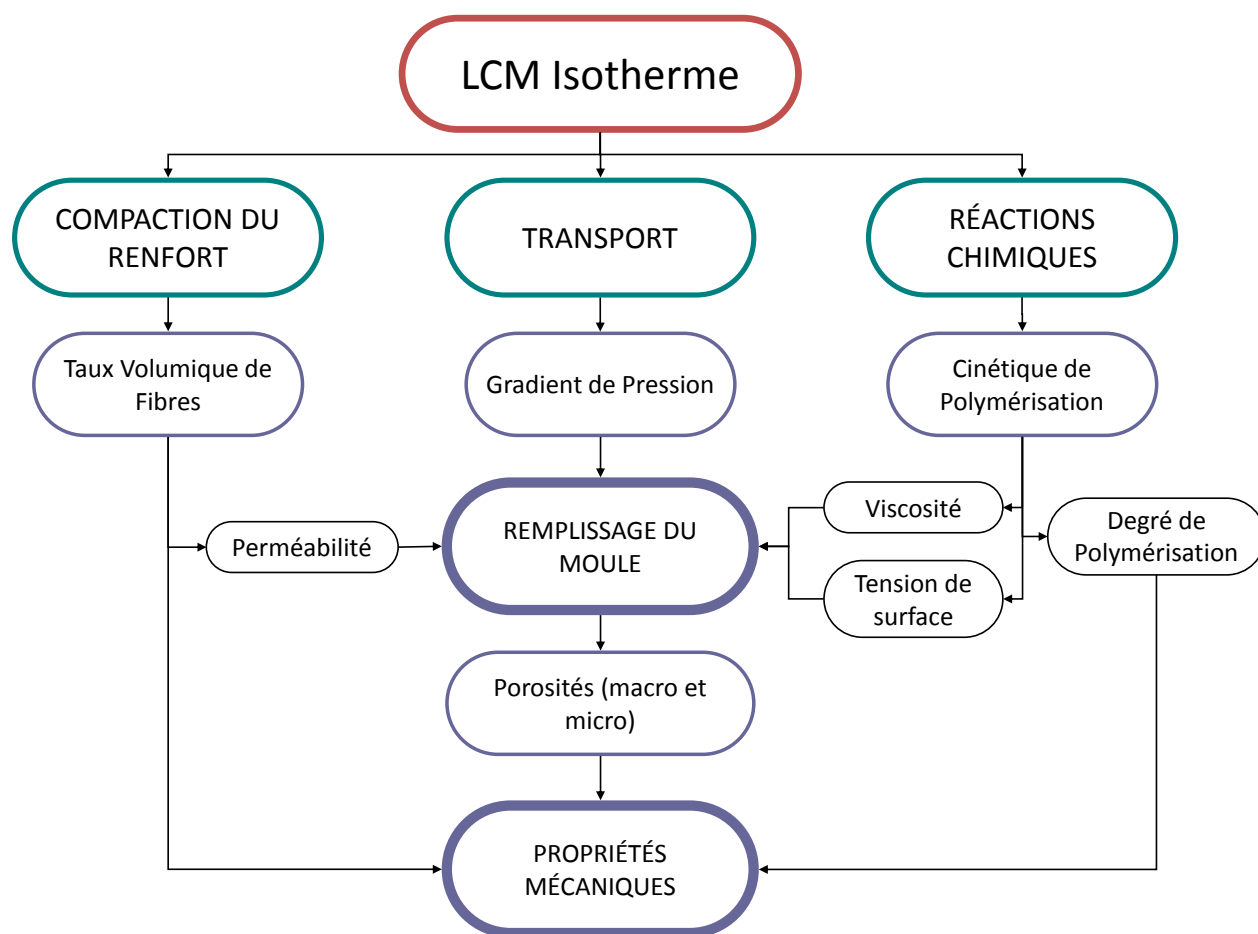 LCM Isotherme
COMPACTION DU
RENFORT
TRANSPORT
RÉACTIONS
CHIMIQUES
Taux Volumique de
Fibres
Gradient de Pression
Cinétique de
Polymérisation
Perméabilité
REMPLISSAGE DU
MOULE
Viscosité
Tension de
surface
Degré de
Polymérisation
Porosités (macro et
micro)
PROPRIÉTÉS
MÉCANIQUES